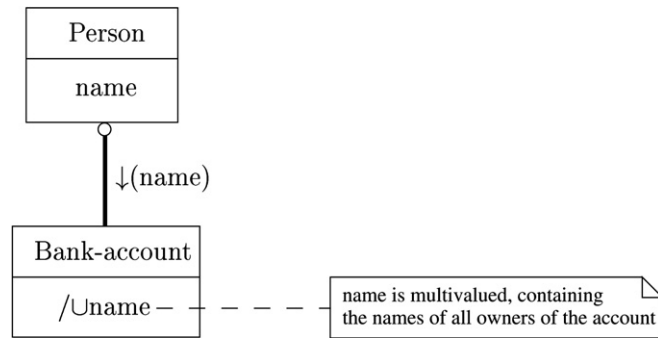 Person
name
↓(name)
Bank-account
/∪name
name is multivalued, containing
the names of all owners of the account